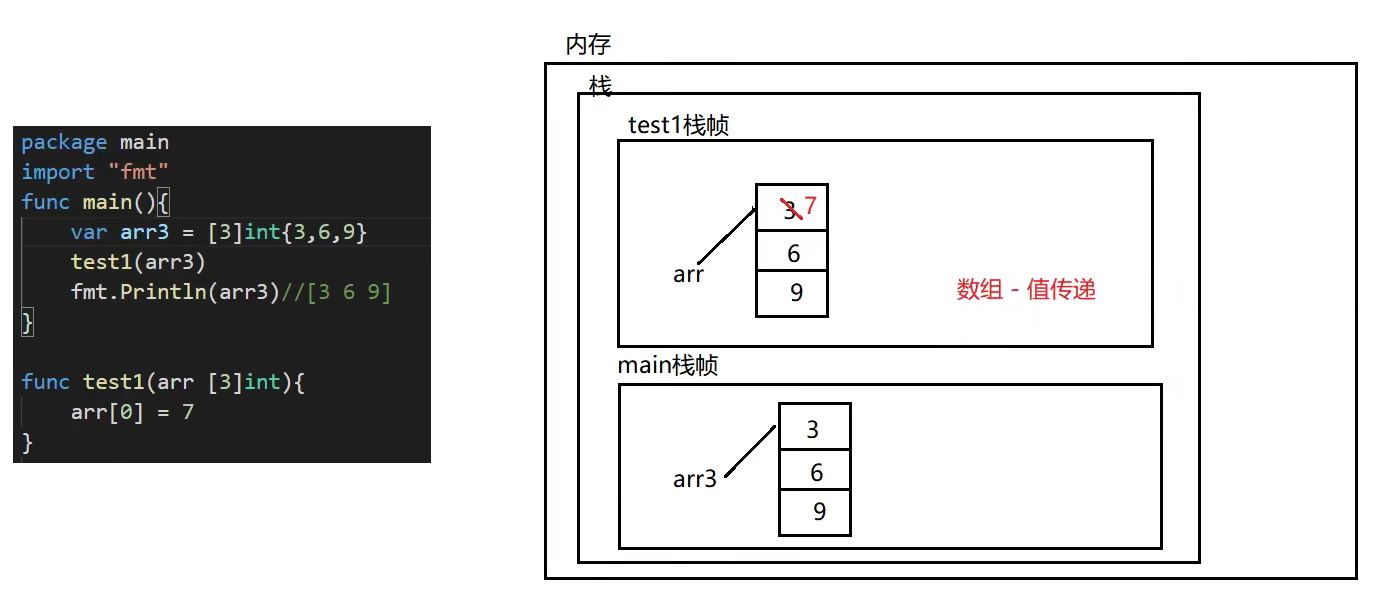 package main
import "fmt"
func main(){
var arr3 = [3]int{3,6,9}
test1(arr3)
fmt.Println(arr3)//[3 6 9]
}
func test1(arr [3]int){
arr[0] = 7
}
内存
栈
test1栈帧
3 7
6
arr
9
数组 - 值传递
main栈帧
3
6
arr3
9